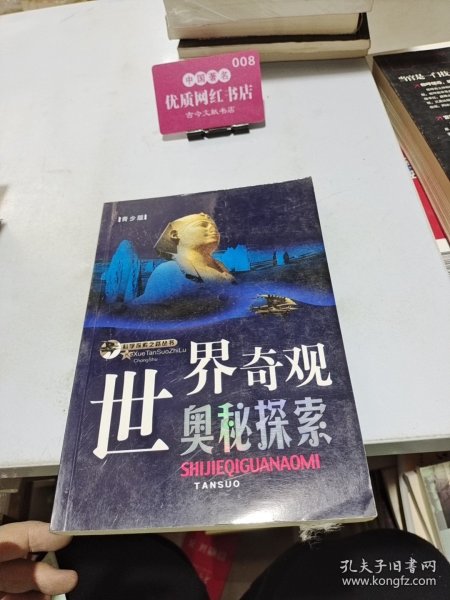 008
中国著名
优质网红书店
古今文献书店
青少版
科学探索之路丛书
XueTanSuoZhiLu
世界奇观
奥秘探索
SHIJIEQIGUANAOMI
TANSUO
孔夫子旧书网
www.kongfz.com